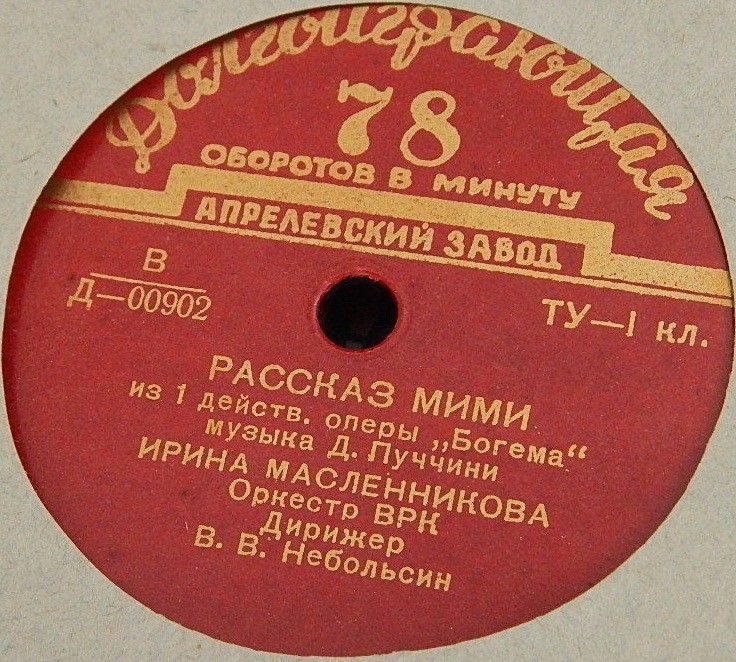 Долгоиграющая
78
ОБОРОТОВ В МИНУТУ
АПРЕЛЕВСКИЙ ЗАВОД
В
Д—00902
ТУ—1 кл.
РАССКАЗ МИМИ
из 1 действ. оперы „Богема“
музыка Д. Пуччини
ИРИНА МАСЛЕННИКОВА
Оркестр ВРК
Дирижер
В. В. Небольсин